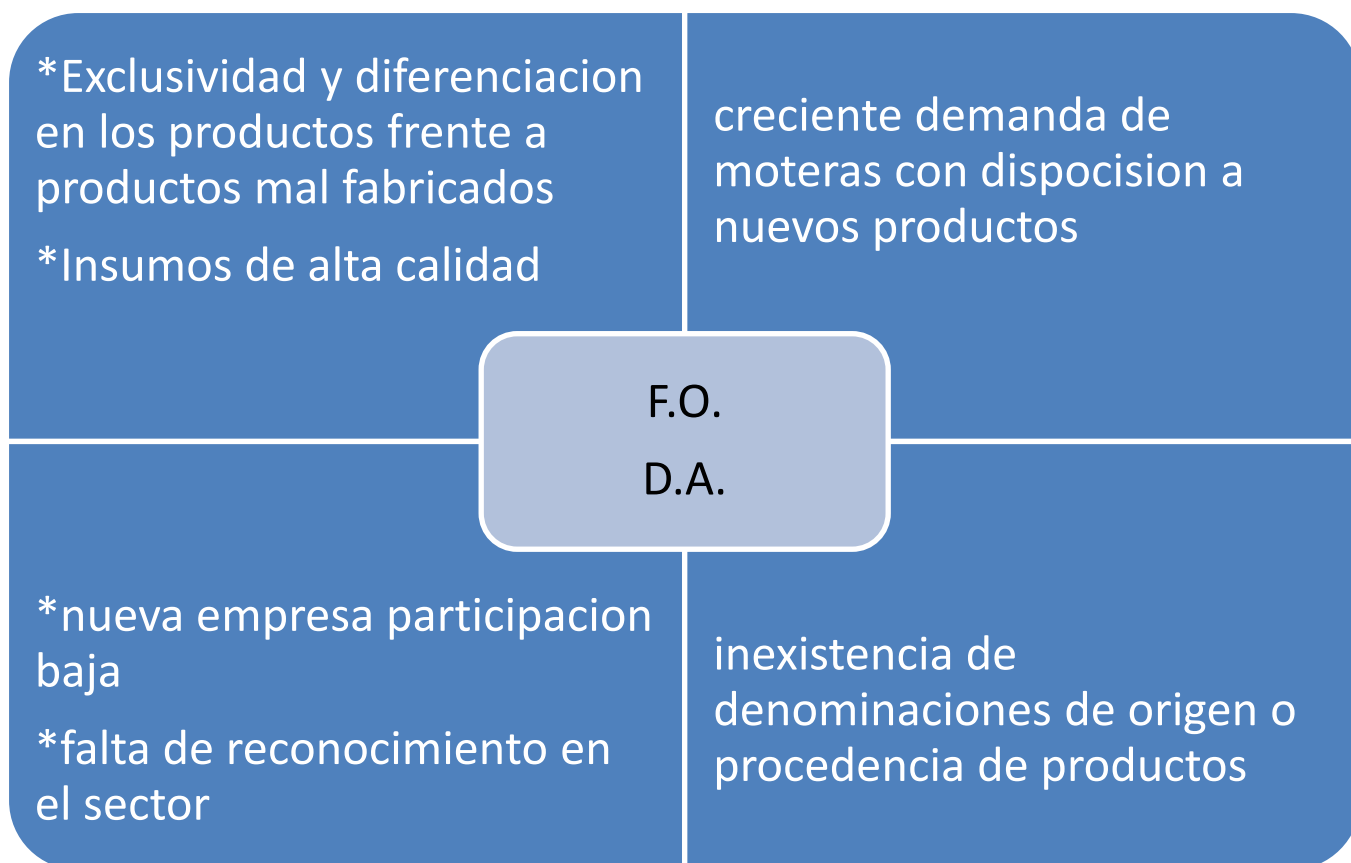 *Exclusividad y diferenciacion
en los productos frente a
productos mal fabricados
*Insumos de alta calidad
creciente demanda de
moteras con dispocision a
nuevos productos
F.O.
D.A.
*nueva empresa participacion
baja
*falta de reconocimiento en
el sector
inexistencia de
denominaciones de origen o
procedencia de productos